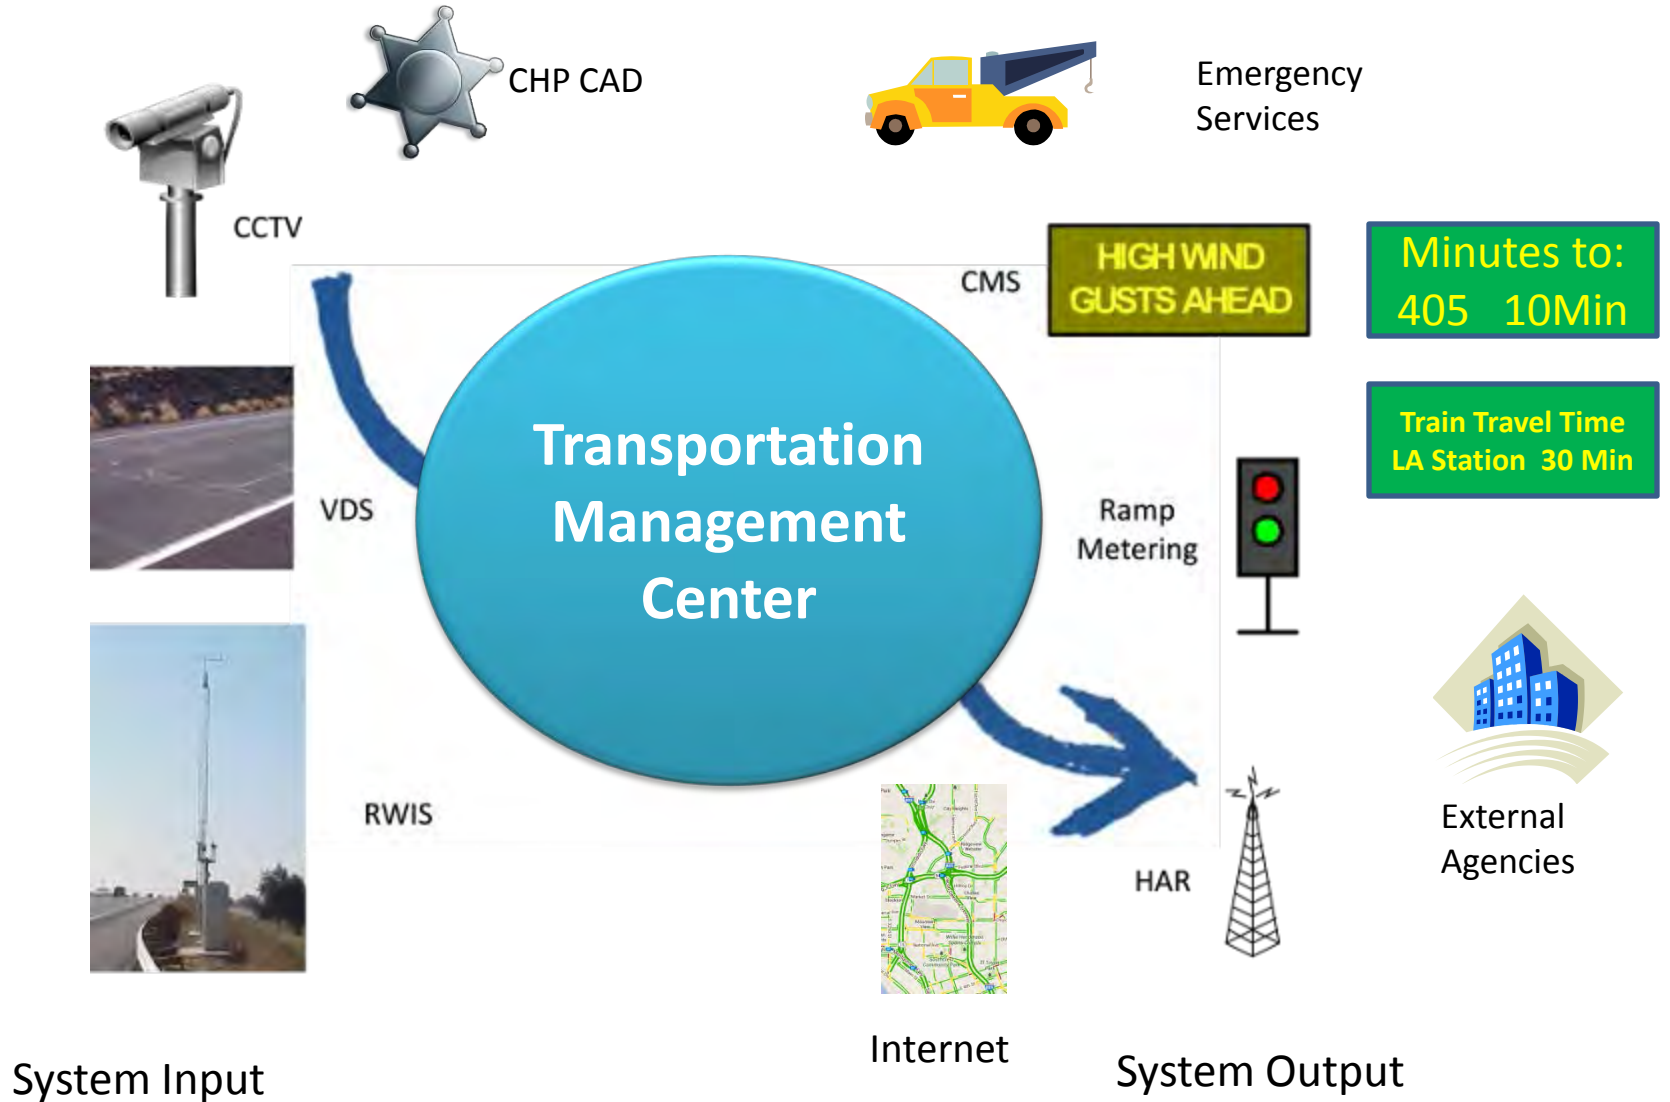 CHP CAD
Emergency
Services
CCTV
CMS
HIGH WIND
GUSTS AHEAD
Minutes to:
405 10Min
Train Travel Time
LA Station 30 Min
Transportation
Management
Center
VDS
Ramp
Metering
RWIS
HAR
External
Agencies
Internet
System Input
System Output